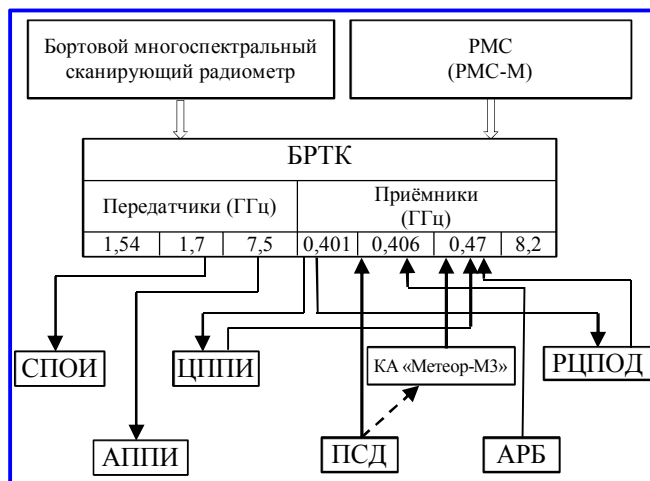 Бортовой многоспектральный
сканирующий радиометр
РМС
(РМС-М)
БРТК
Передатчики (ГГц)
Приёмники
(ГГц)
1,54 1,7 7,5 0,401 0,406 0,47 8,2
СПОИ
ЦППИ
КА «Метеор-М3»
РЦПОД
АППИ
ПСД
АРБ